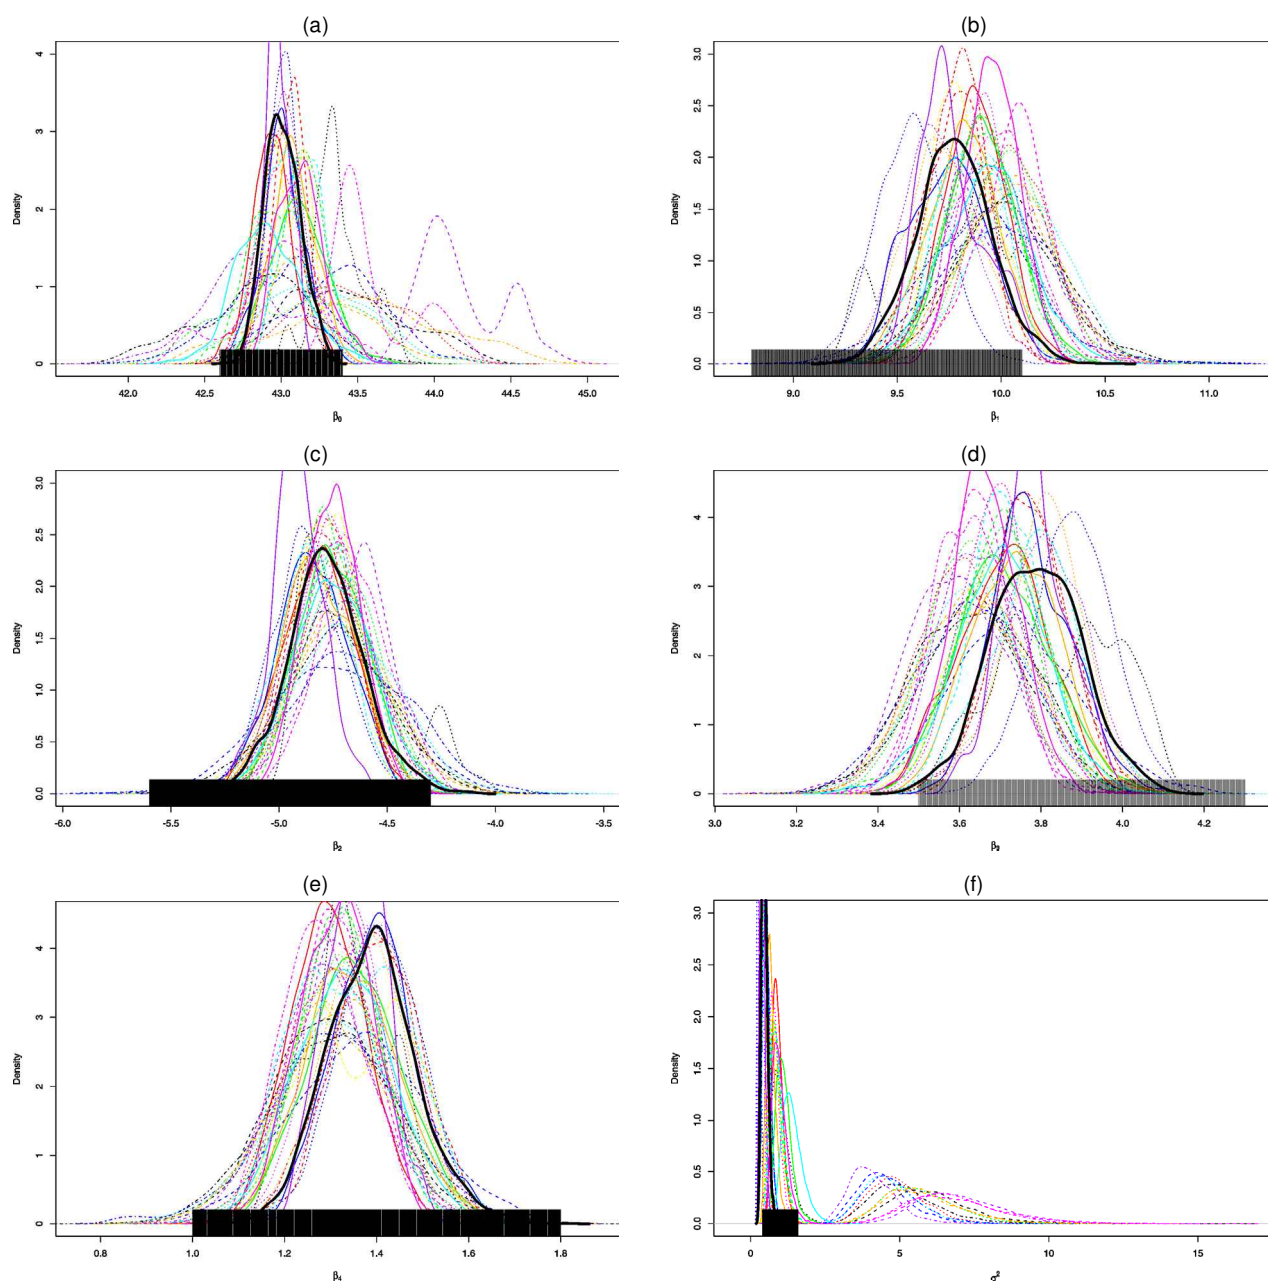 (a)
Density
4
3
2
1
0
42.0 42.5 43.0 43.5 44.0 44.5 45.0
β0
(b)
Density
3.0
2.5
2.0
1.5
1.0
0.5
0.0
9.0 9.5 10.0 10.5 11.0
β1
(c)
Density
3.0
2.5
2.0
1.5
1.0
0.5
0.0
-6.0 -5.5 -5.0 -4.5 -4.0 -3.5
β2
(d)
Density
4
3
2
1
0
3.0 3.2 3.4 3.6 3.8 4.0 4.2
β3
(e)
Density
4
3
2
1
0
0.8 1.0 1.2 1.4 1.6 1.8
β4
(f)
Density
3.0
2.5
2.0
1.5
1.0
0.5
0.0
0 5 10 15
σ²